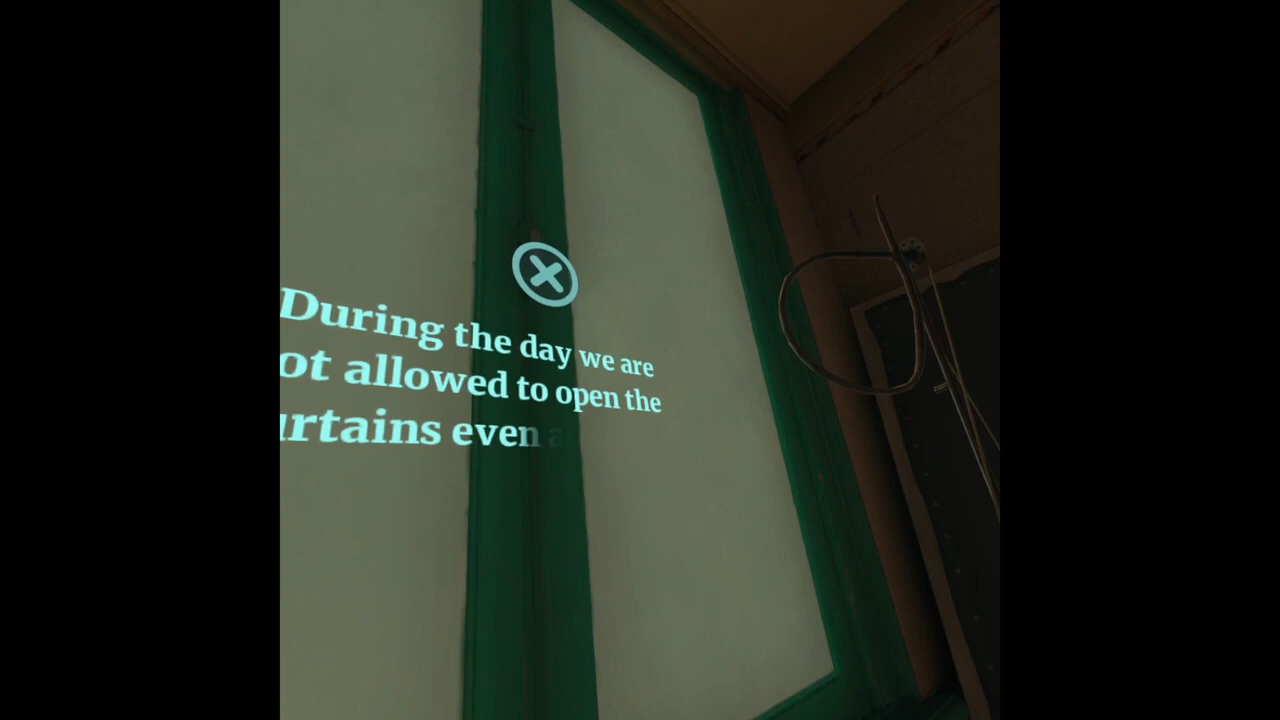 During the day we are
ot allowed to open the
urtains even a